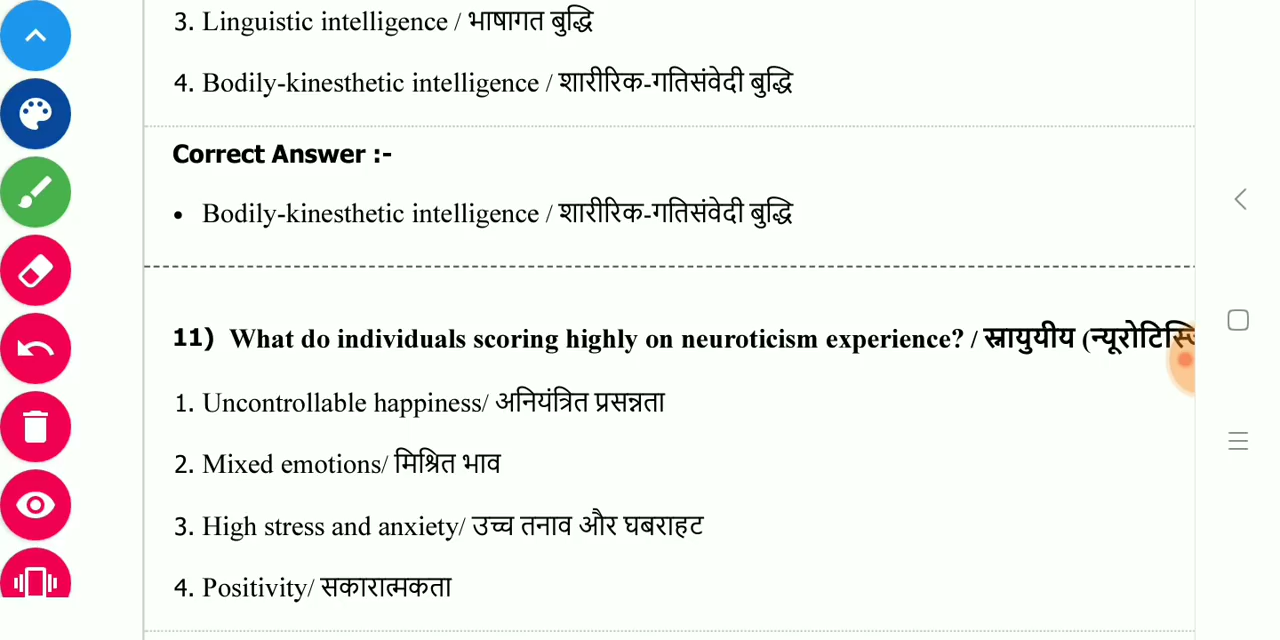 3. Linguistic intelligence / भाषागत बुद्धि
4. Bodily-kinesthetic intelligence / शारीरिक-गतिसंवेदी बुद्धि
Correct Answer :-
• Bodily-kinesthetic intelligence / शारीरिक-गतिसंवेदी बुद्धि
11) What do individuals scoring highly on neuroticism experience? / स्नायुयीय
1. Uncontrollable happiness/ अनियंत्रित प्रसन्नता
2. Mixed emotions/ मिश्रित भाव
3. High stress and anxiety/ उच्च तनाव और घबराहट
4. Positivity/ सकारात्मकता